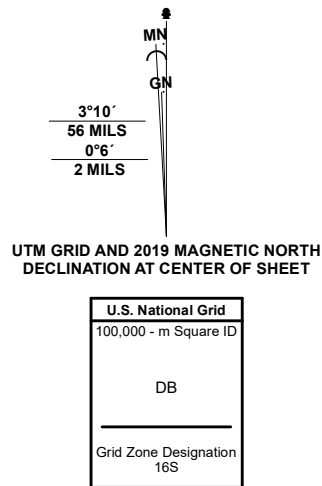 MN
GN
3°10´
56 MILS
0°6´
2 MILS
UTM GRID AND 2019 MAGNETIC NORTH
DECLINATION AT CENTER OF SHEET
U.S. National Grid
100,000 - m Square ID
DB
Grid Zone Designation
16S